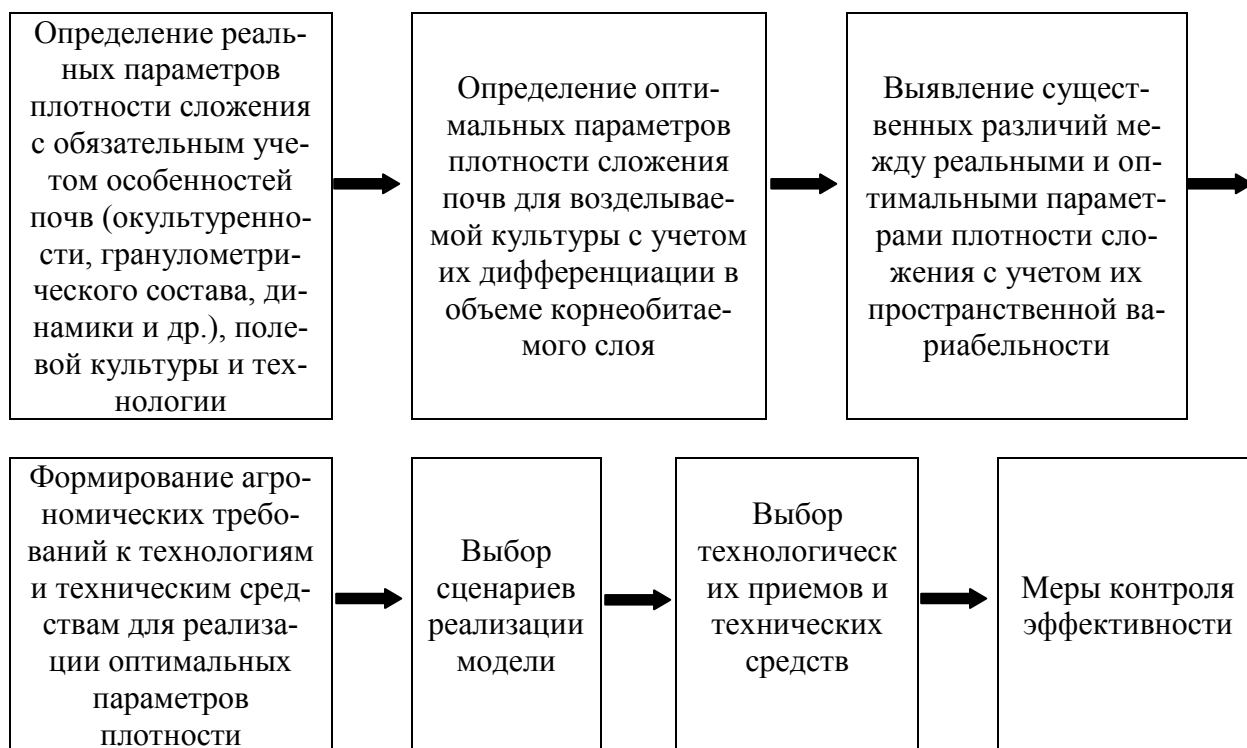 Определение реаль-
ных параметров
плотности сложения
с обязательным уче-
том особенностей
почв (окультуренно-
сти, гранулометри-
ческого состава, ди-
намики и др.), поле-
вой культуры и тех-
нологии
Определение опти-
мальных параметров
плотности сложения
почв для возделывае-
мой культуры с учетом
их дифференциации в
объеме корнеобитае-
мого слоя
Выявление сущест-
венных различий ме-
жду реальными и оп-
тимальными парамет-
рами плотности сло-
жения с учетом их
пространственной ва-
риабельности
Формирование агро-
номических требо-
ваний к технологиям
и техническим сред-
ствам для реализа-
ции оптимальных
параметров
плотности
Выбор
сценариев
реализации
модели
Выбор
технологическ
их приемов и
технических
средств
Меры контроля
эффективности